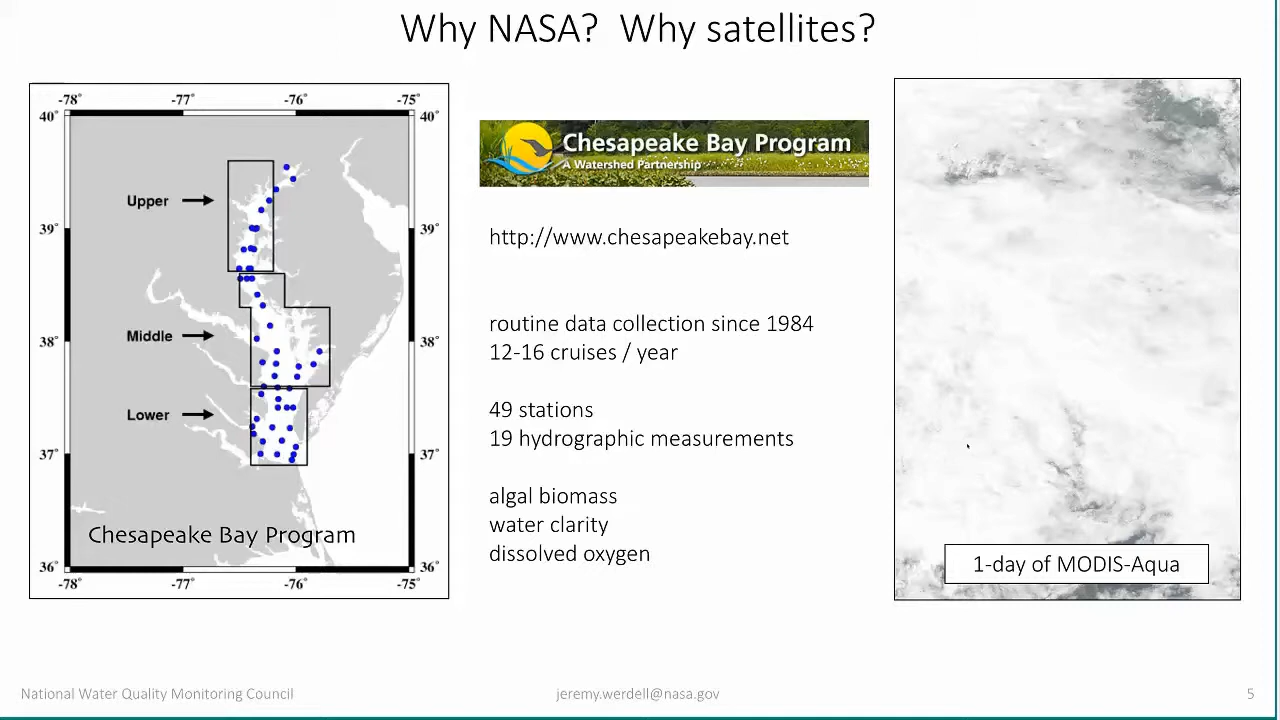 Why NASA?  Why satellites?
-78˚ -77˚ -76˚ -75˚
40˚ 40˚
Upper
39˚ 39˚
Middle
38˚ 38˚
Lower
37˚ 37˚
Chesapeake Bay Program
36˚ 36˚
-78˚ -77˚ -76˚ -75˚
Chesapeake Bay Program
A Watershed Partnership
http://www.chesapeakebay.net
routine data collection since 1984
12-16 cruises / year
49 stations
19 hydrographic measurements
algal biomass
water clarity
dissolved oxygen
1-day of MODIS-Aqua
National Water Quality Monitoring Council
jeremy.werdell@nasa.gov
5